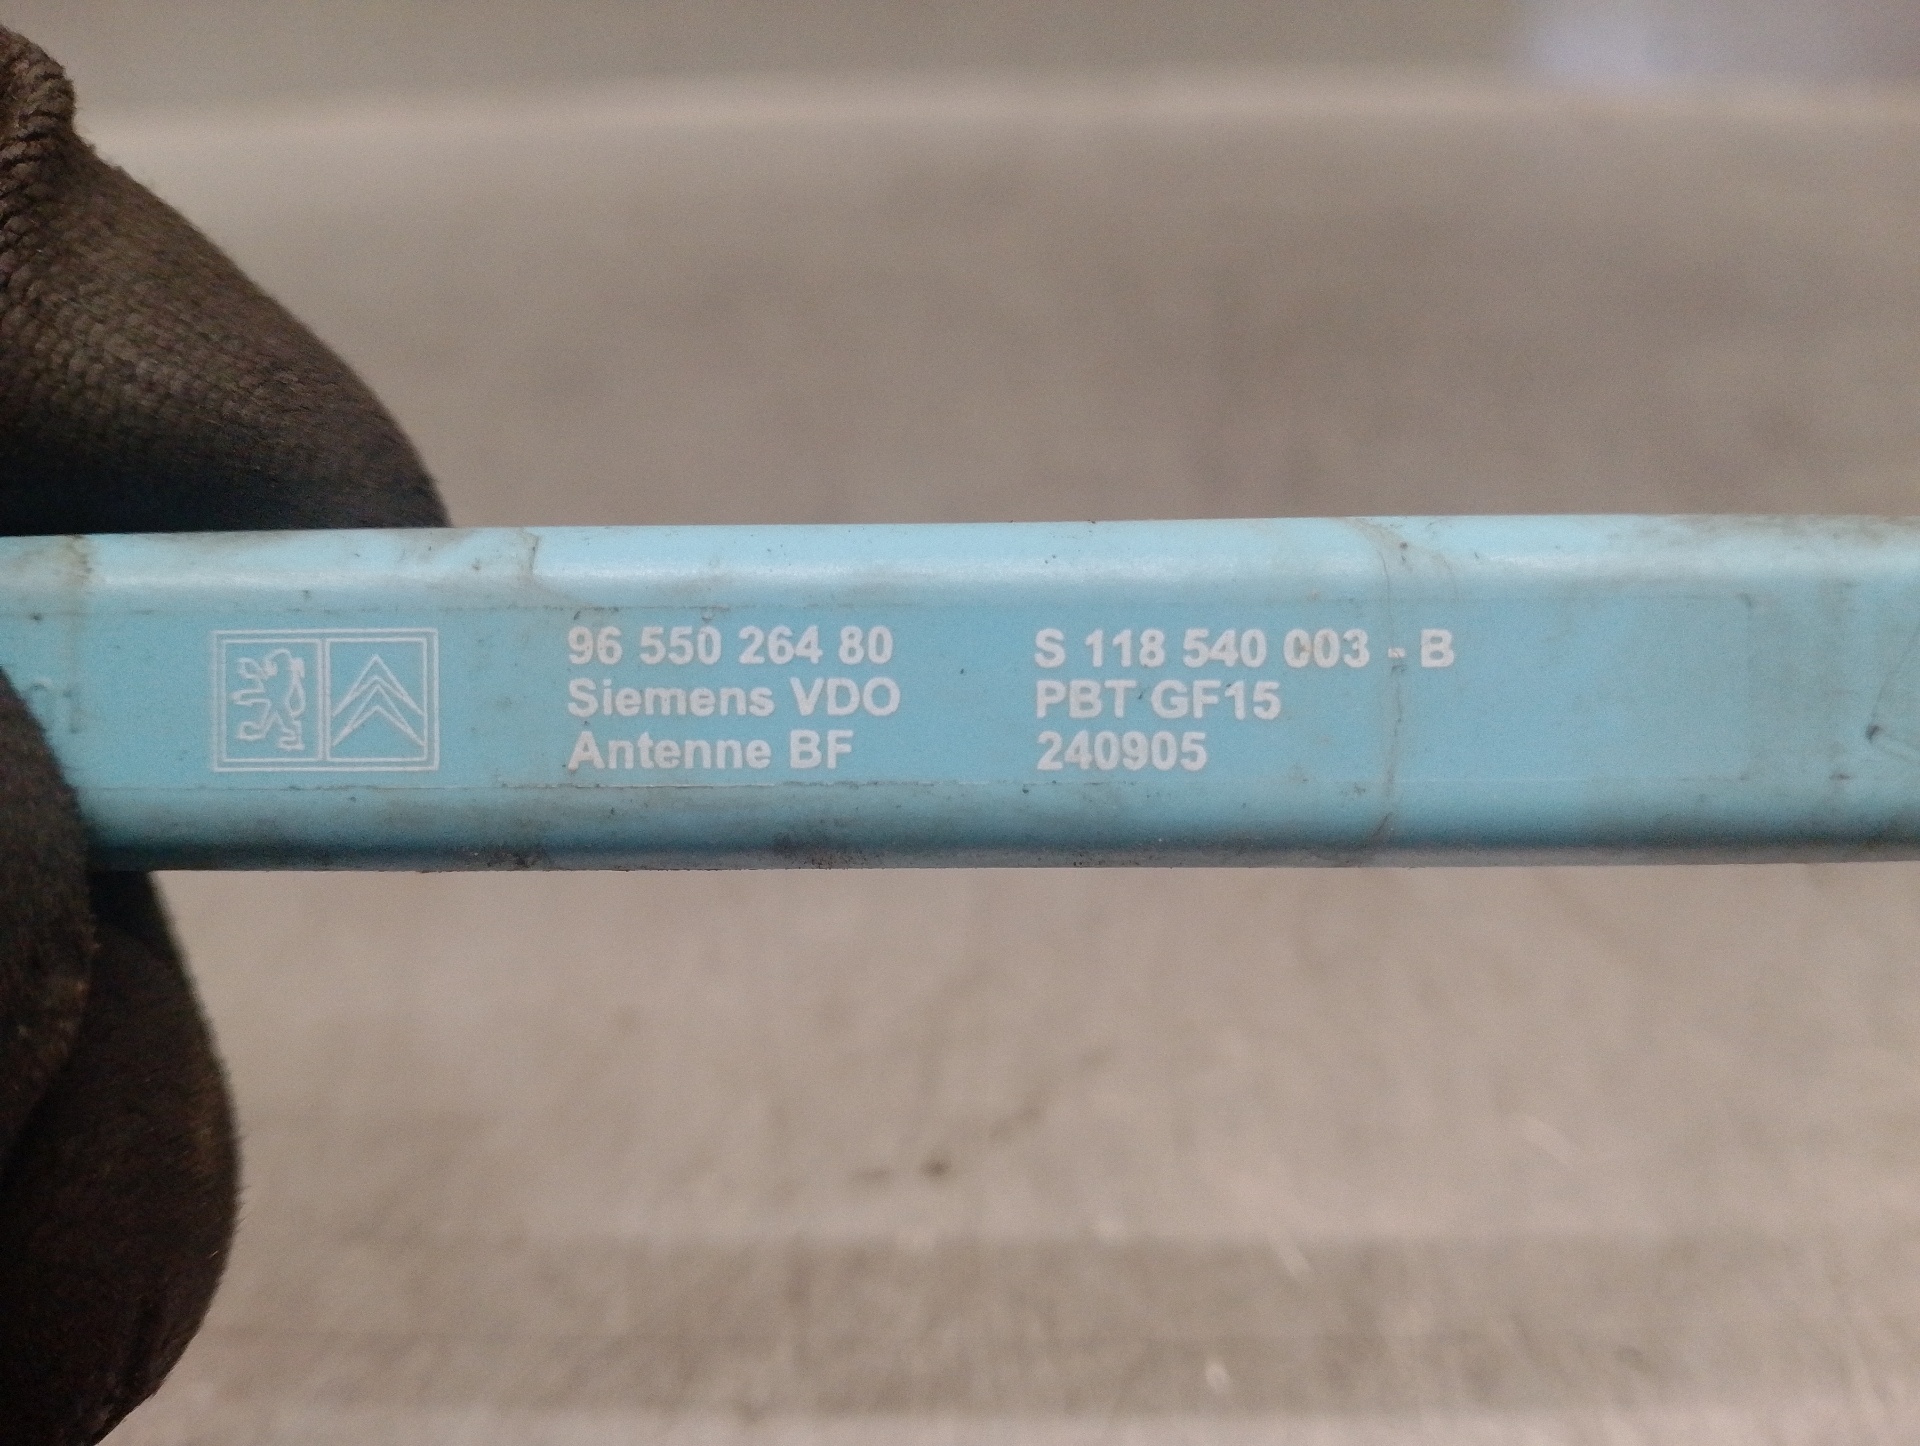 96 550 264 80
Siemens VDO
Antenne BF
S 118 540 003 - B
PBT GF15
240905